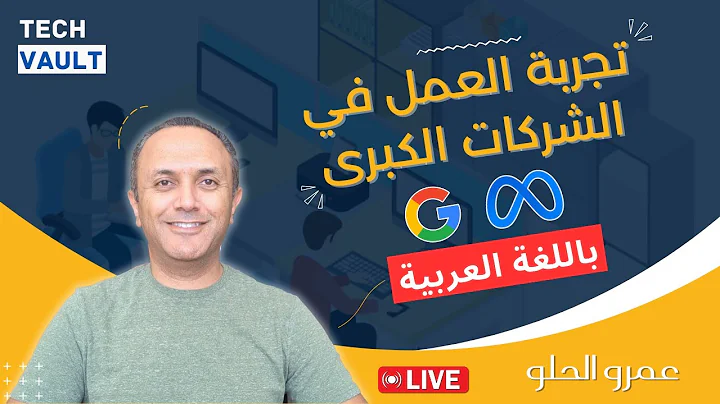 TECH
VAULT
تجربة العمل في
الشركات الكبرى
باللغة العربية
عمرو الحلو
LIVE